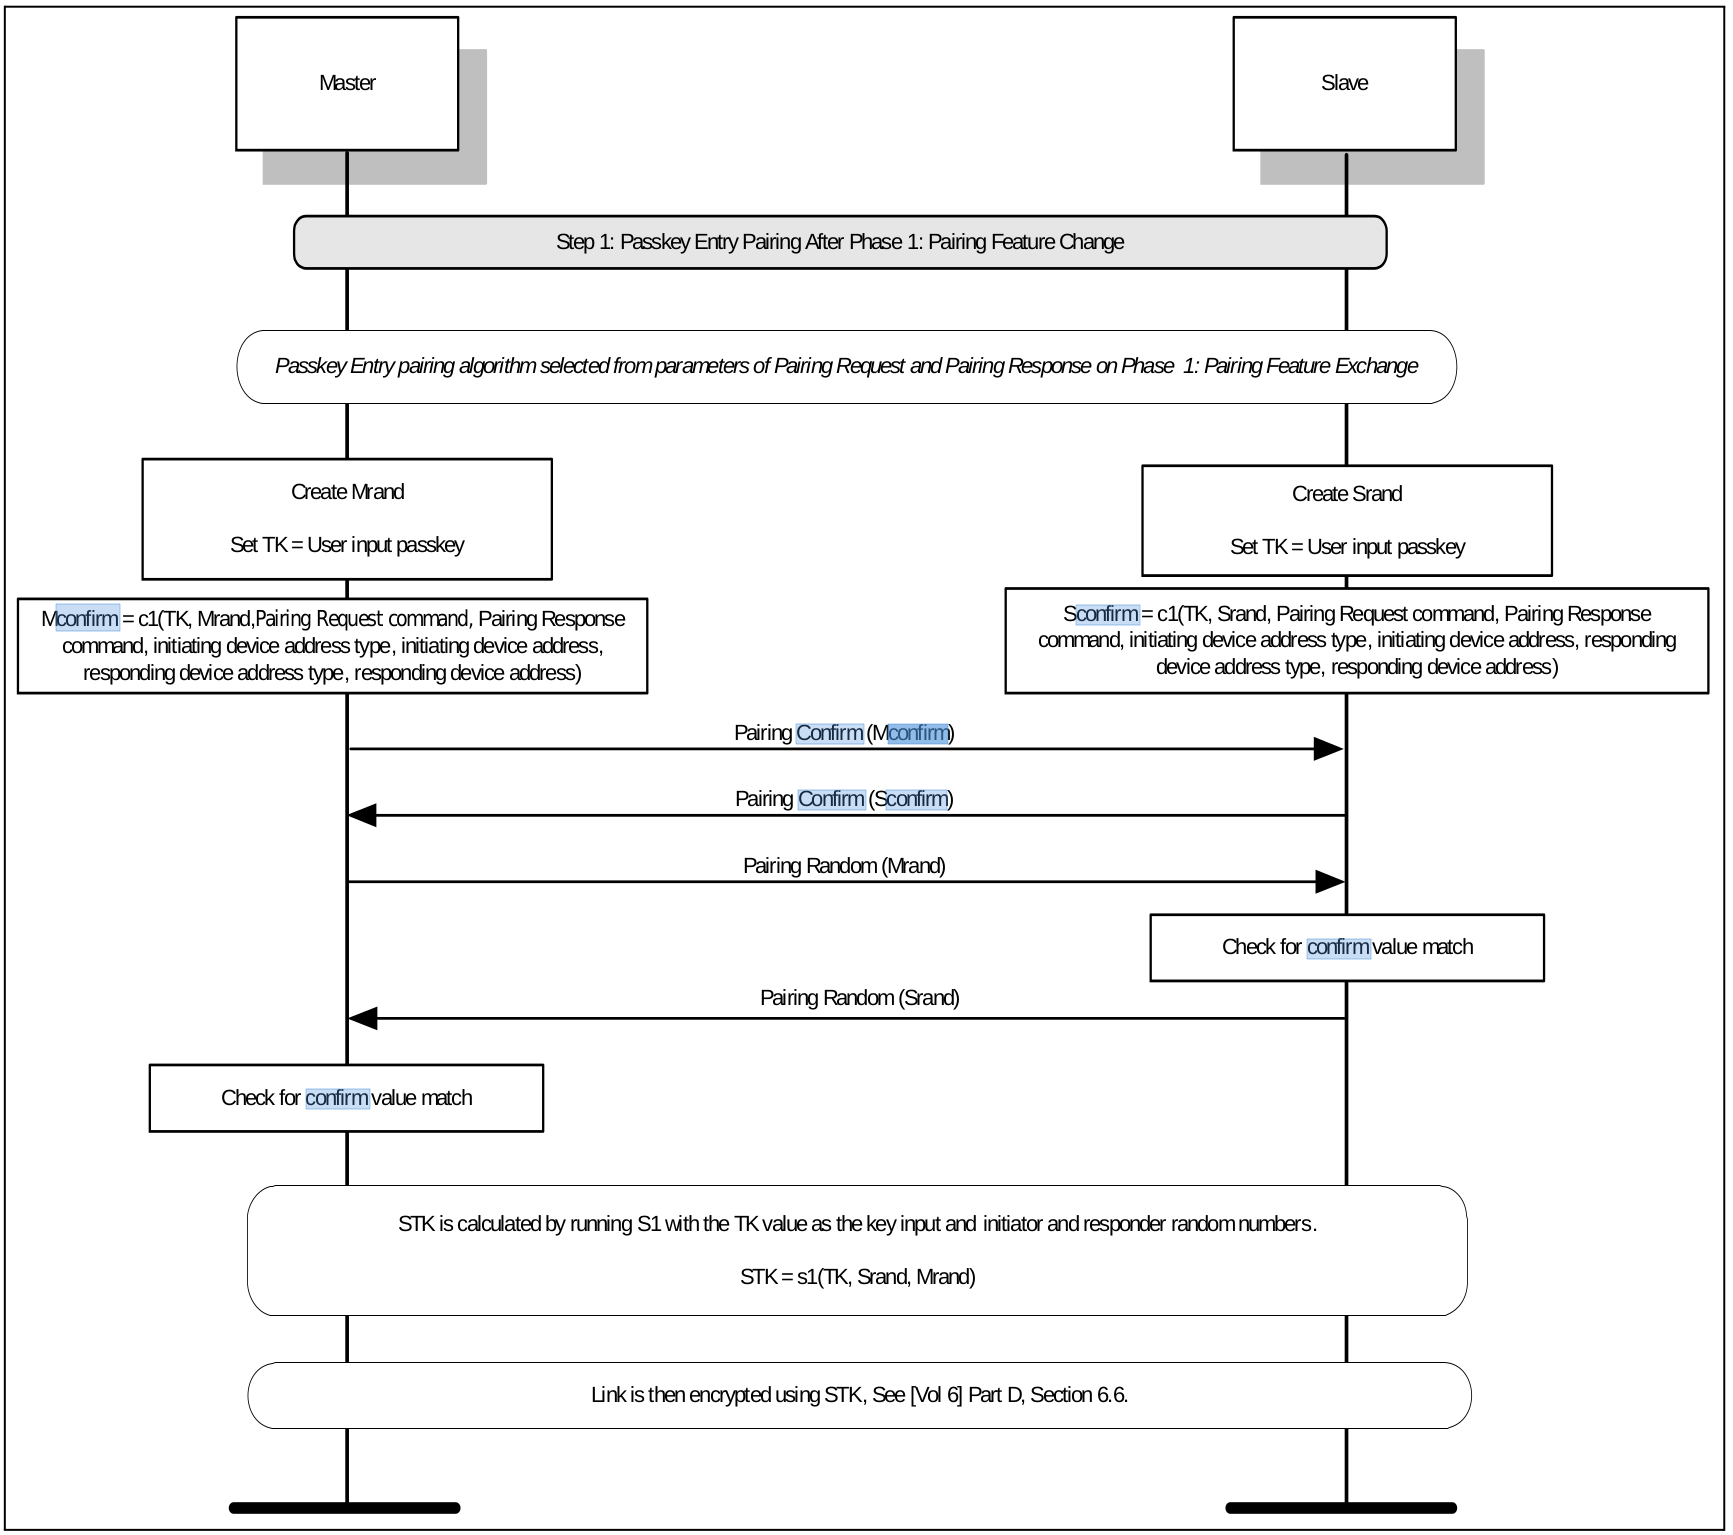 Master
Slave
Step 1: Passkey Entry Pairing After Phase 1: Pairing Feature Change
Passkey Entry pairing algorithm selected from parameters of Pairing Request and Pairing Response on Phase 1: Pairing Feature Exchange
Create Mrand
Set TK = User input passkey
Create Srand
Set TK = User input passkey
Mconfirm = c1(TK, Mrand,Pairing Request command, Pairing Response
command, initiating device address type, initiating device address,
responding device address type, responding device address)
Sconfirm = c1(TK, Srand, Pairing Request command, Pairing Response
command, initiating device address type, initiating device address, responding
device address type, responding device address)
Pairing Confirm (Mconfirm)
Pairing Confirm (Sconfirm)
Pairing Random (Mrand)
Check for confirm value match
Pairing Random (Srand)
Check for confirm value match
STK is calculated by running S1 with the TK value as the key input and initiator and responder random numbers.
STK = s1(TK, Srand, Mrand)
Link is then encrypted using STK, See [Vol 6] Part D, Section 6.6.